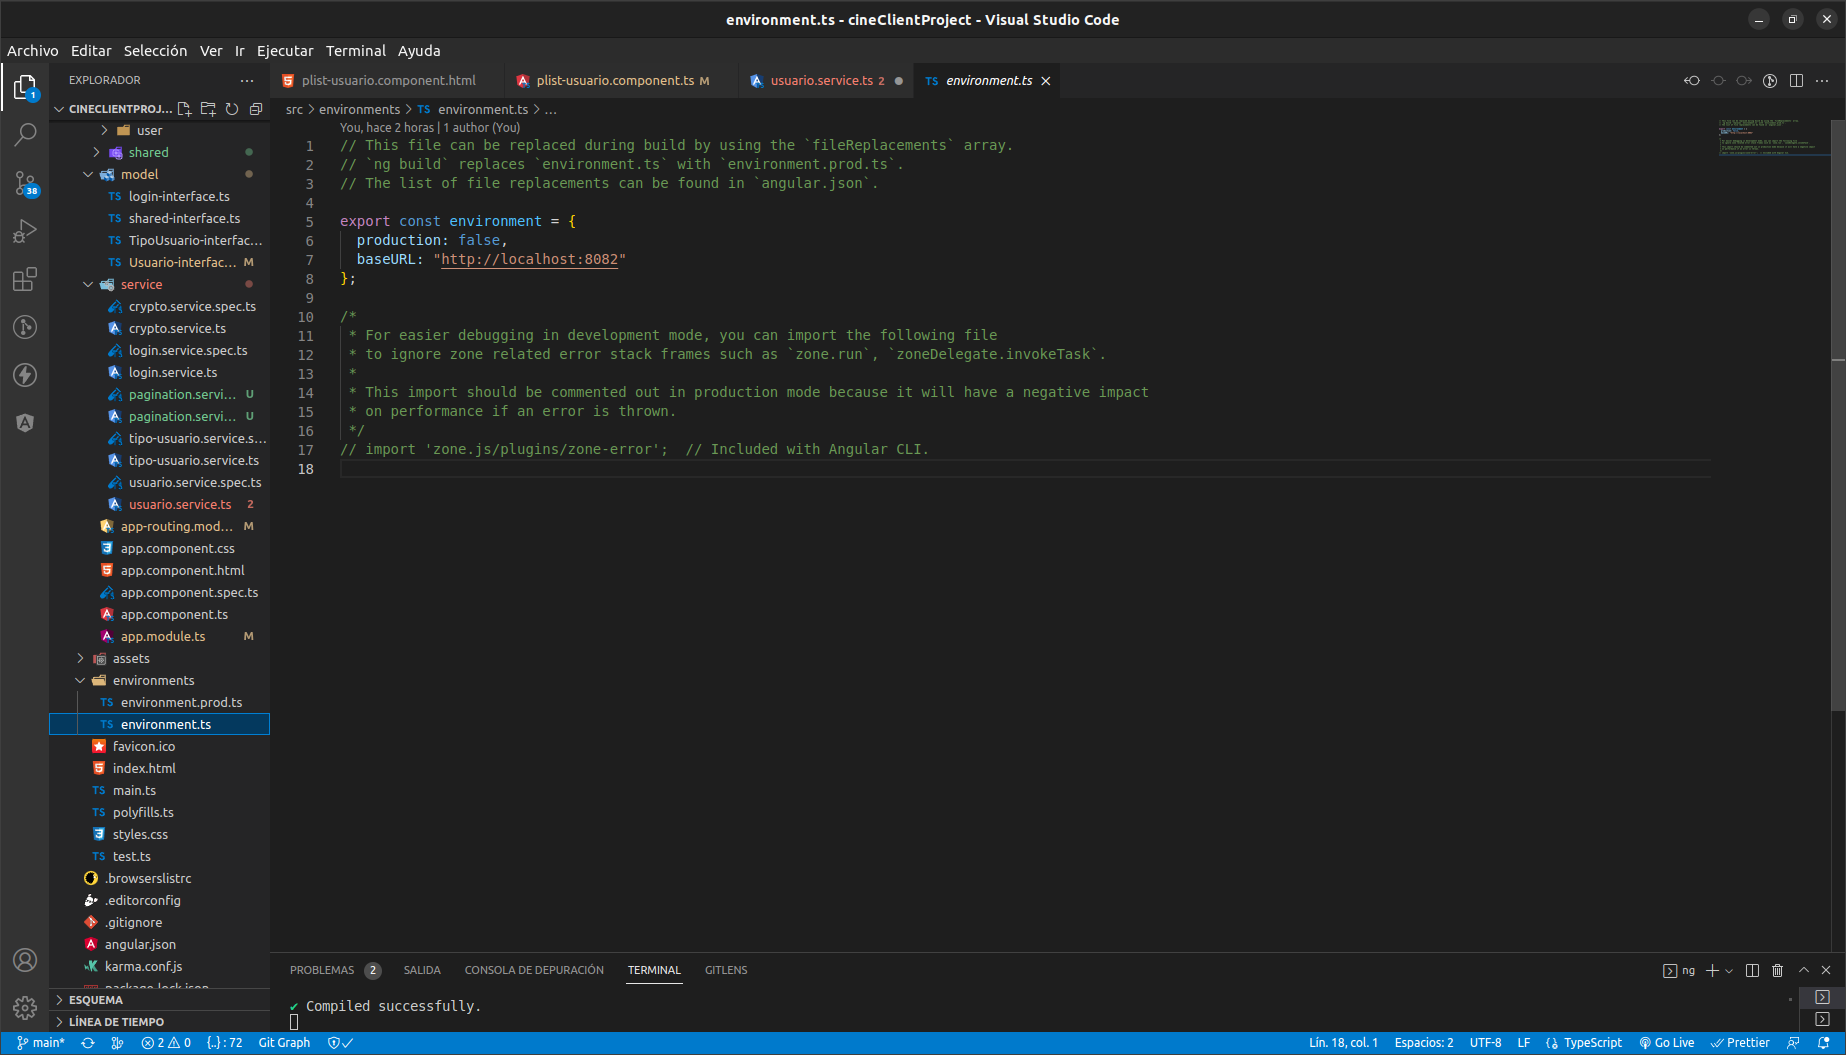 environment.ts - cineClientProject - Visual Studio Code
Archivo Editar Selección Ver Ir Ejecutar Terminal Ayuda
EXPLORADOR
plist-usuario.component.html
plist-usuario.component.ts M
usuario.service.ts 2
TS environment.ts
CINECLIENTPROJ...
src > environments > TS environment.ts > ...
1
38
user
shared
model
TS login-interface.ts
TS shared-interface.ts
TS TipoUsuario-interfac...
TS Usuario-interfac... M
service
crypto.service.spec.ts
crypto.service.ts
login.service.spec.ts
login.service.ts
pagination.servi... U
pagination.servi... U
tipo-usuario.service.s...
tipo-usuario.service.ts
usuario.service.spec.ts
usuario.service.ts 2
app-routing.mod... M
app.component.css
app.component.html
app.component.spec.ts
app.component.ts
app.module.ts M
assets
environments
TS environment.prod.ts
TS environment.ts
favicon.ico
index.html
TS main.ts
TS polyfills.ts
styles.css
TS test.ts
.browserslistrc
.editorconfig
.gitignore
angular.json
karma.conf.js
ESQUEMA
LÍNEA DE TIEMPO
You, hace 2 horas | 1 author (You)
1 // This file can be replaced during build by using the `fileReplacements` array.
2 // `ng build` replaces `environment.ts` with `environment.prod.ts`.
3 // The list of file replacements can be found in `angular.json`.
4
5 export const environment = {
6 production: false,
7 baseURL: "http://localhost:8082"
8 };
9
10 /*
11 * For easier debugging in development mode, you can import the following file
12 * to ignore zone related error stack frames such as `zone.run`, `zoneDelegate.invokeTask`.
13 *
14 * This import should be commented out in production mode because it will have a negative impact
15 * on performance if an error is thrown.
16 */
17 // import 'zone.js/plugins/zone-error';  // Included with Angular CLI.
18
PROBLEMAS 2 SALIDA CONSOLA DE DEPURACIÓN TERMINAL GITLENS
ng
✔ Compiled successfully.
main* 2 0 {..} : 72 Git Graph
Lín. 18, col. 1 Espacios: 2 UTF-8 LF TypeScript Go Live Prettier